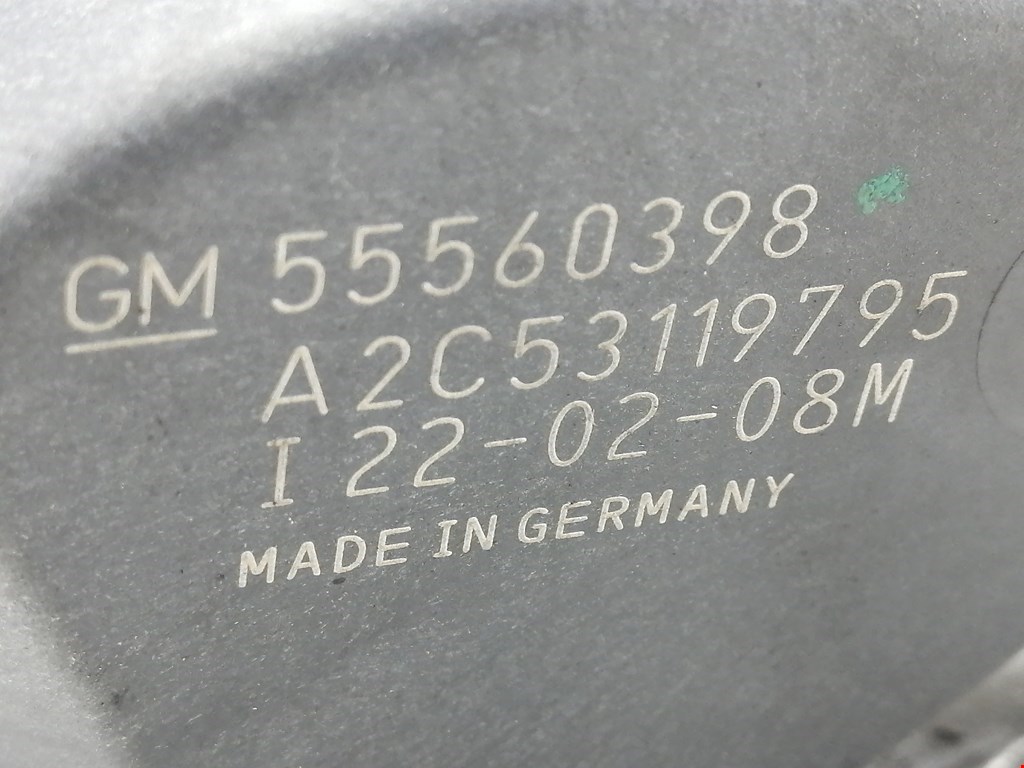 GM 55560398
A2C53119795
I 22-02-08M
MADE IN GERMANY